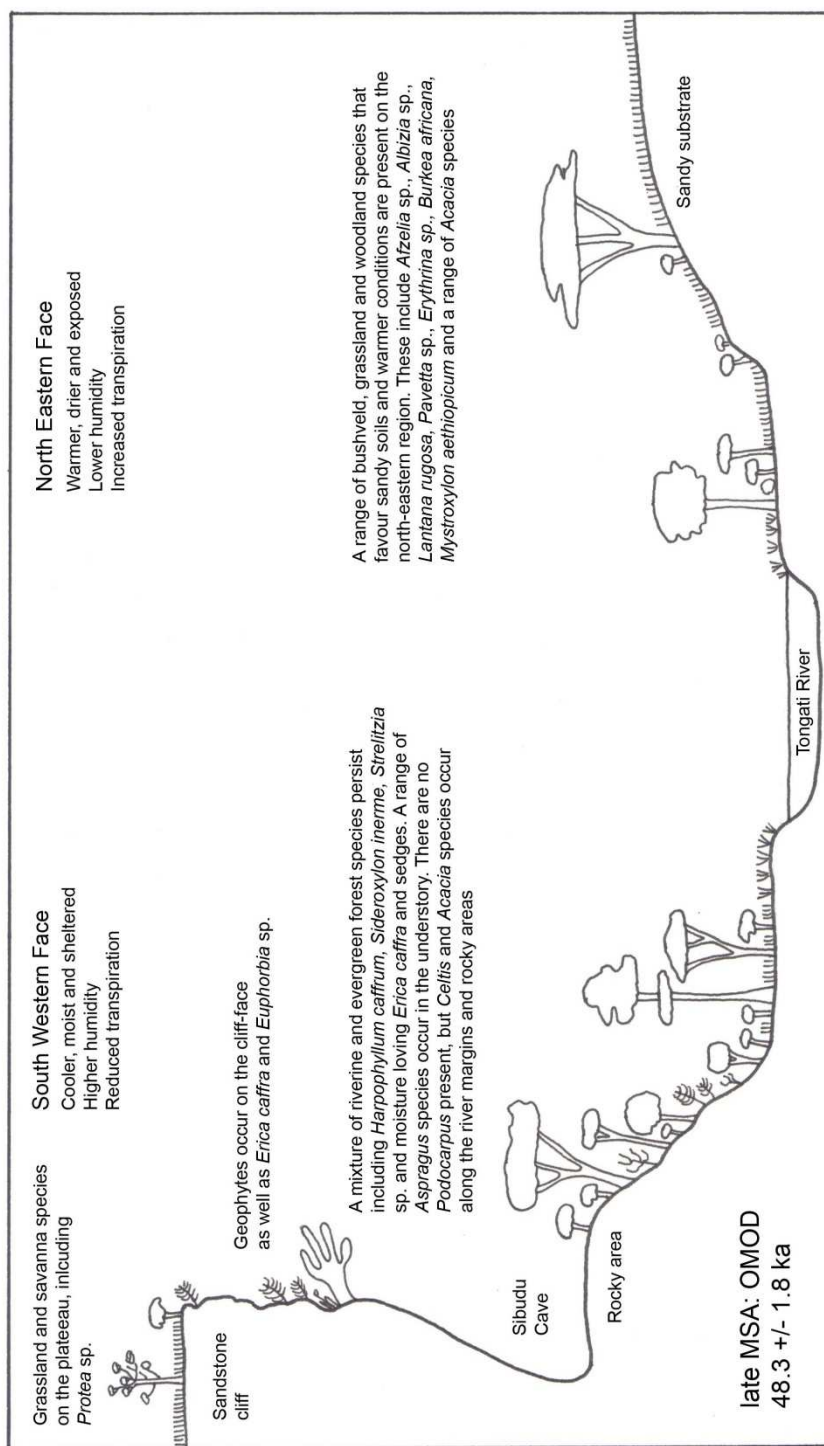 Grassland and savanna species
on the plateeau, inlcuding
Protea sp.
South Western Face
Cooler, moist and sheltered
Higher humidity
Reduced transpiration
North Eastern Face
Warmer, drier and exposed
Lower humidity
Increased transpiration
Sandstone
cliff
Geophytes occur on the cliff-face
as well as Erica caffra and Euphorbia sp.
A mixture of riverine and evergreen forest species persist
including Harpophyllum caffrum, Sideroxylon inerme, Strelitzia
sp. and moisture loving Erica caffra and sedges. A range of
Aspragus species occur in the understory. There are no
Podocarpus present, but Celtis and Acacia species occur
along the river margins and rocky areas
A range of bushveld, grassland and woodland species that
favour sandy soils and warmer conditions are present on the
north-eastern region. These include Afzelia sp., Albizia sp.,
Lantana rugosa, Pavetta sp., Erythrina sp., Burkea africana,
Mystroxylon aethiopicum and a range of Acacia species
Sibudu
Cave
Rocky area
Sandy substrate
Tongati River
late MSA: OMOD
48.3 +/- 1.8 ka